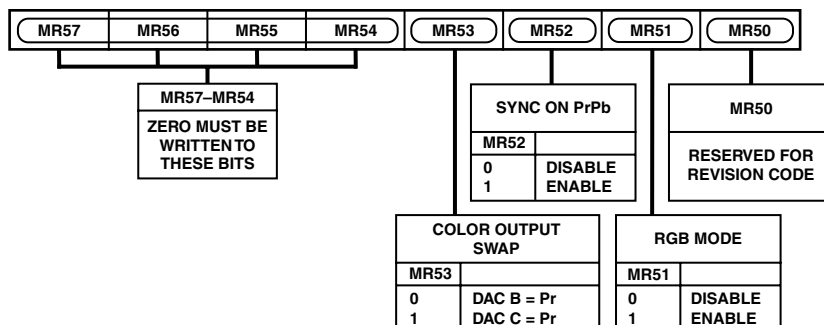 MR57 MR56 MR55 MR54 MR53 MR52 MR51 MR50
MR57–MR54
ZERO MUST BE
WRITTEN TO
THESE BITS
SYNC ON PrPb
MR52
0 DISABLE
1 ENABLE
MR50
RESERVED FOR
REVISION CODE
COLOR OUTPUT
SWAP
MR53
0 DAC B = Pr
1 DAC C = Pr
RGB MODE
MR51
0 DISABLE
1 ENABLE